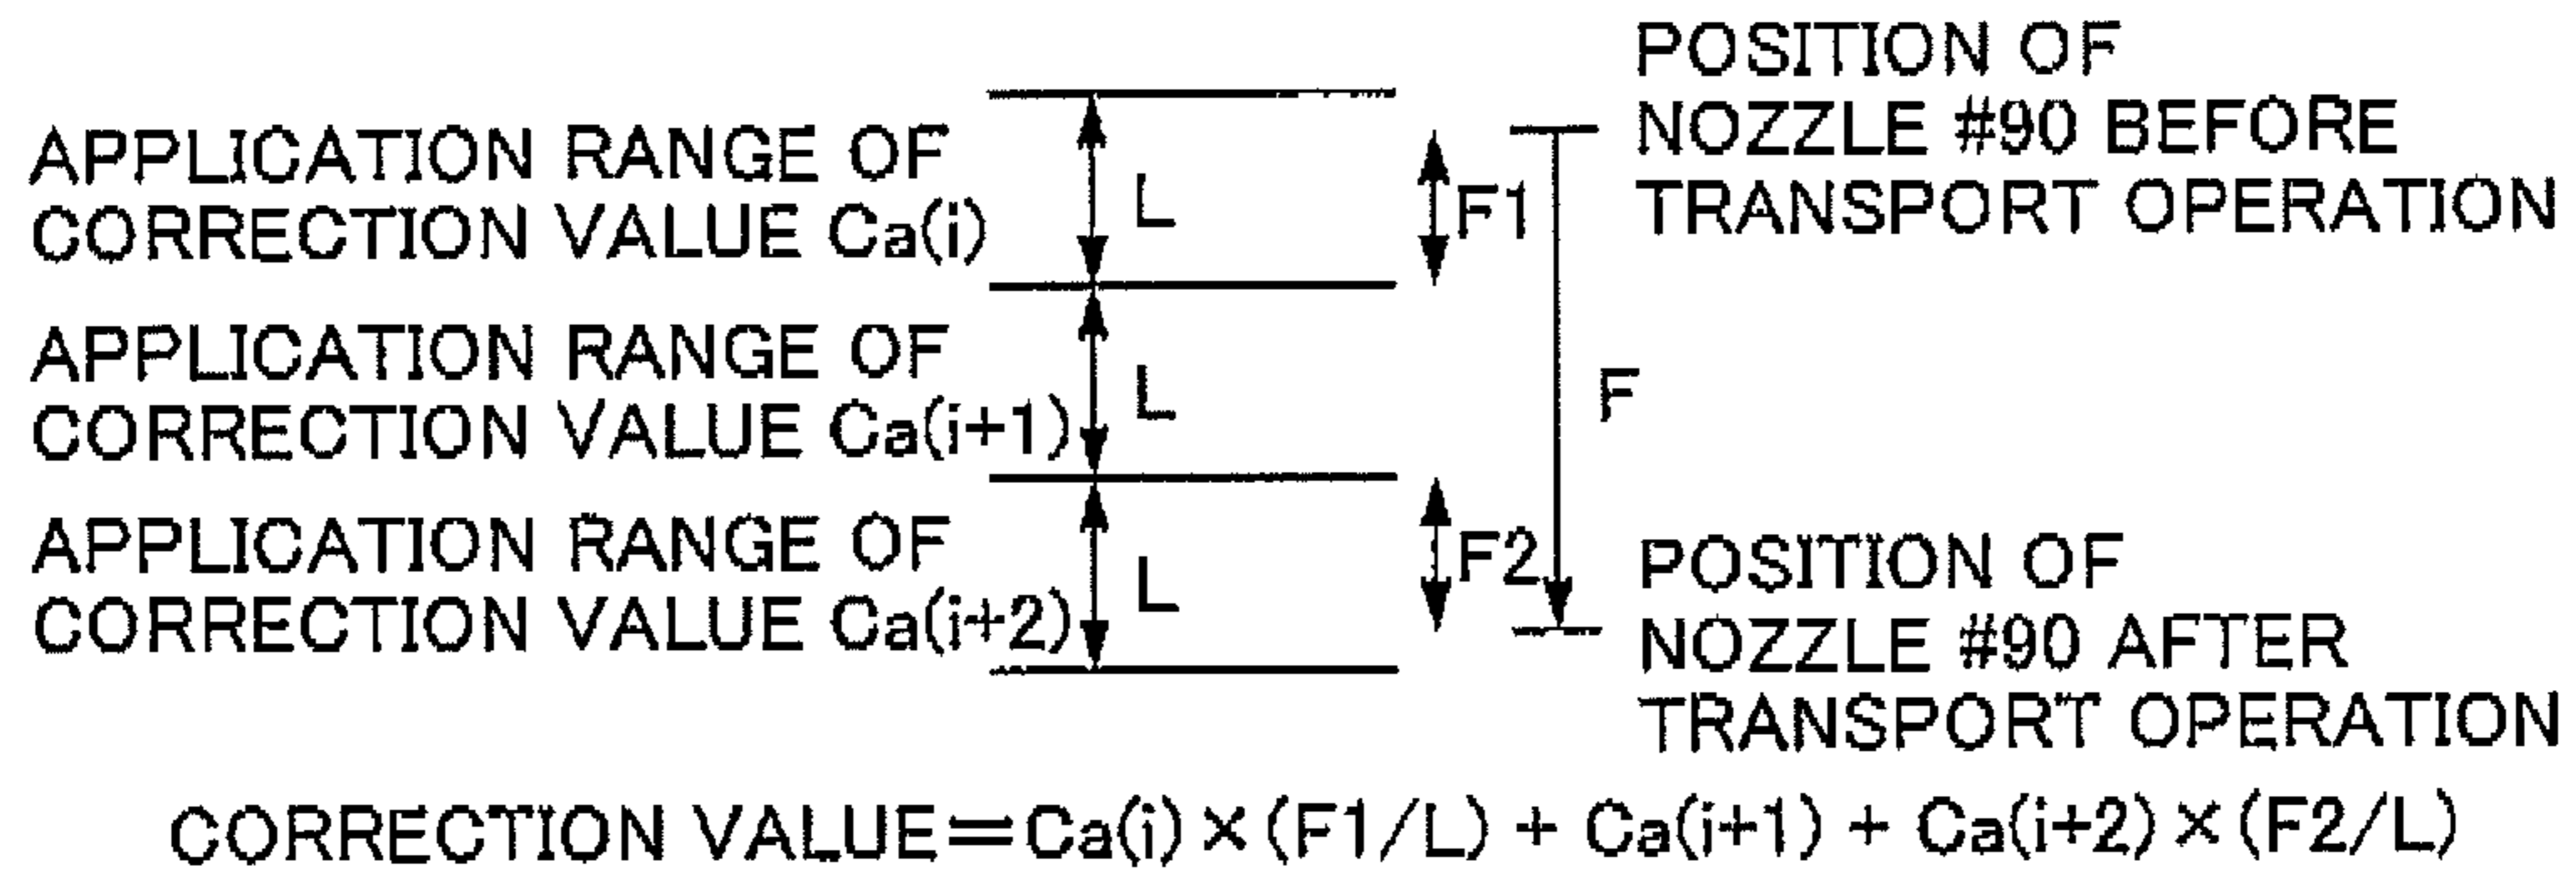 APPLICATION RANGE OF
CORRECTION VALUE Ca(i)
L
F1
POSITION OF
NOZZLE #90 BEFORE
TRANSPORT OPERATION
APPLICATION RANGE OF
CORRECTION VALUE Ca(i+1)
L
F
APPLICATION RANGE OF
CORRECTION VALUE Ca(i+2)
L
F2
POSITION OF
NOZZLE #90 AFTER
TRANSPORT OPERATION
CORRECTION VALUE=Ca(i)×(F1/L) + Ca(i+1) + Ca(i+2)×(F2/L)